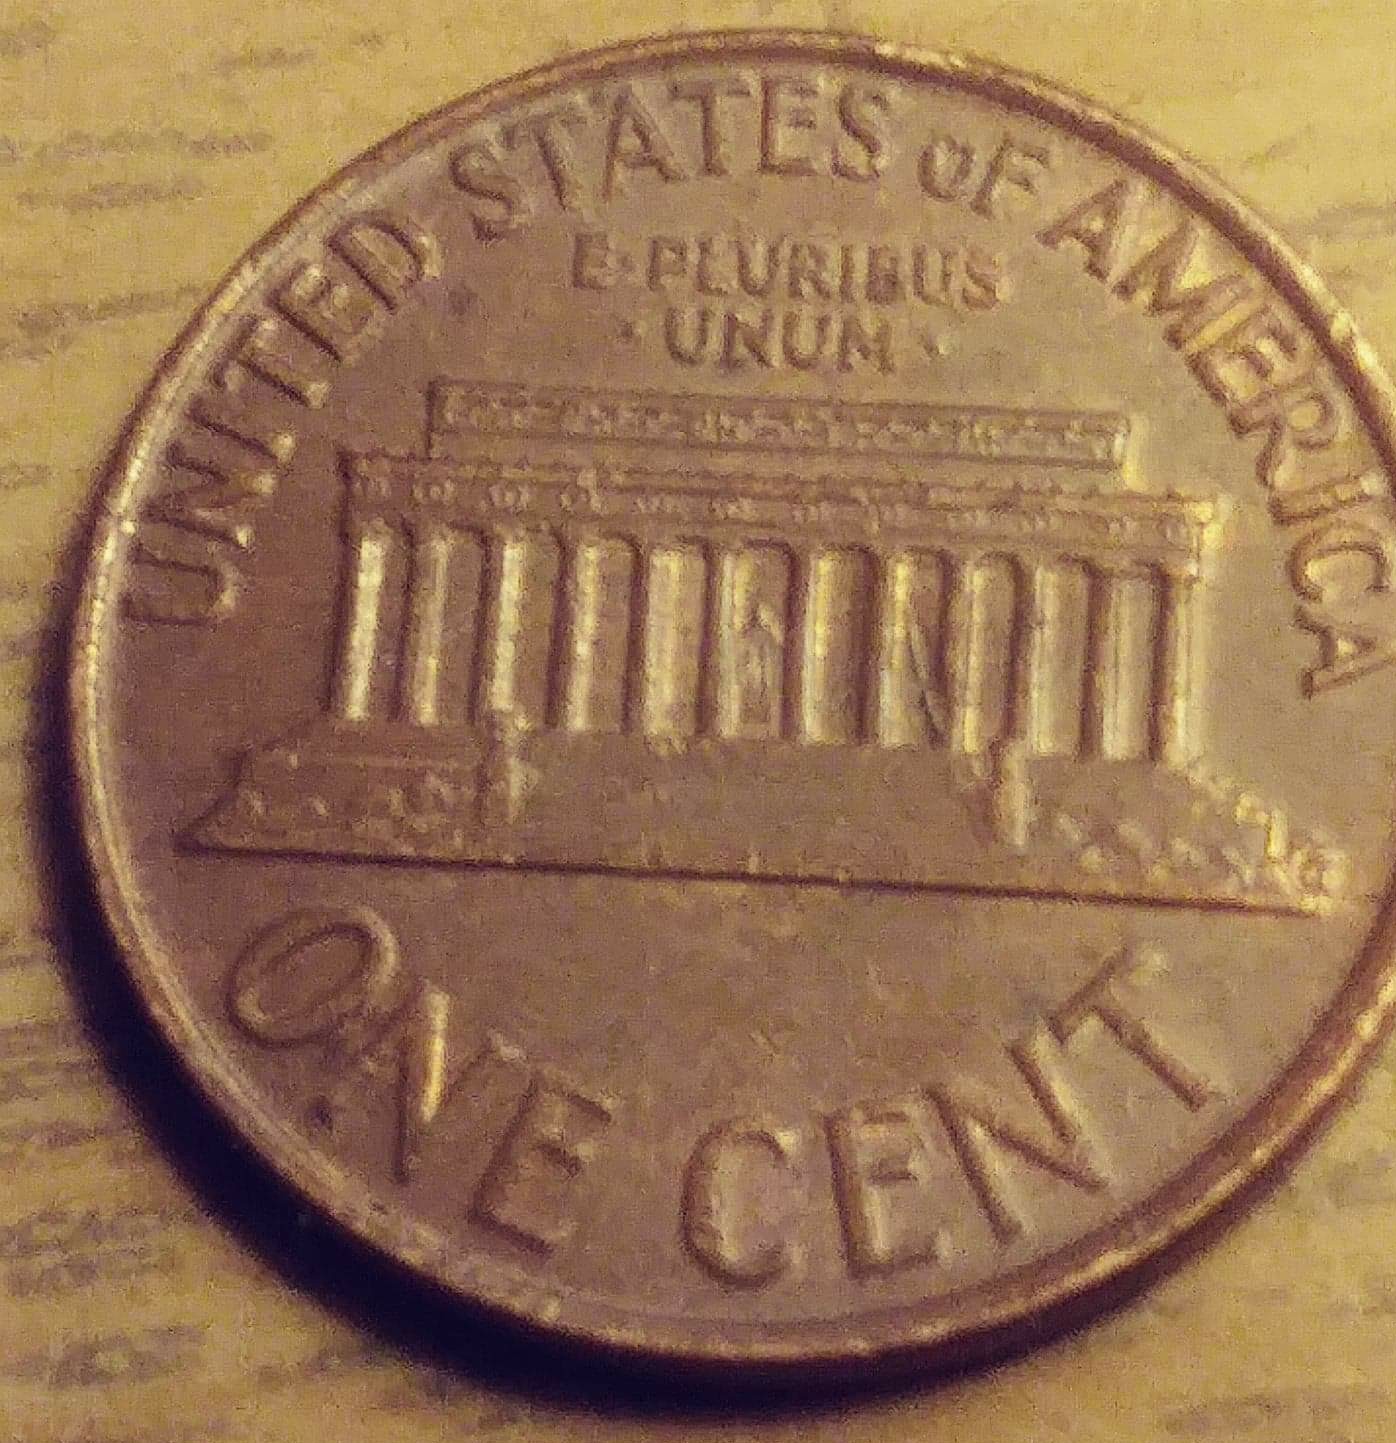 UNITED STATES OF AMERICA
E·PLURIBUS
·UNUM·
ONE CENT